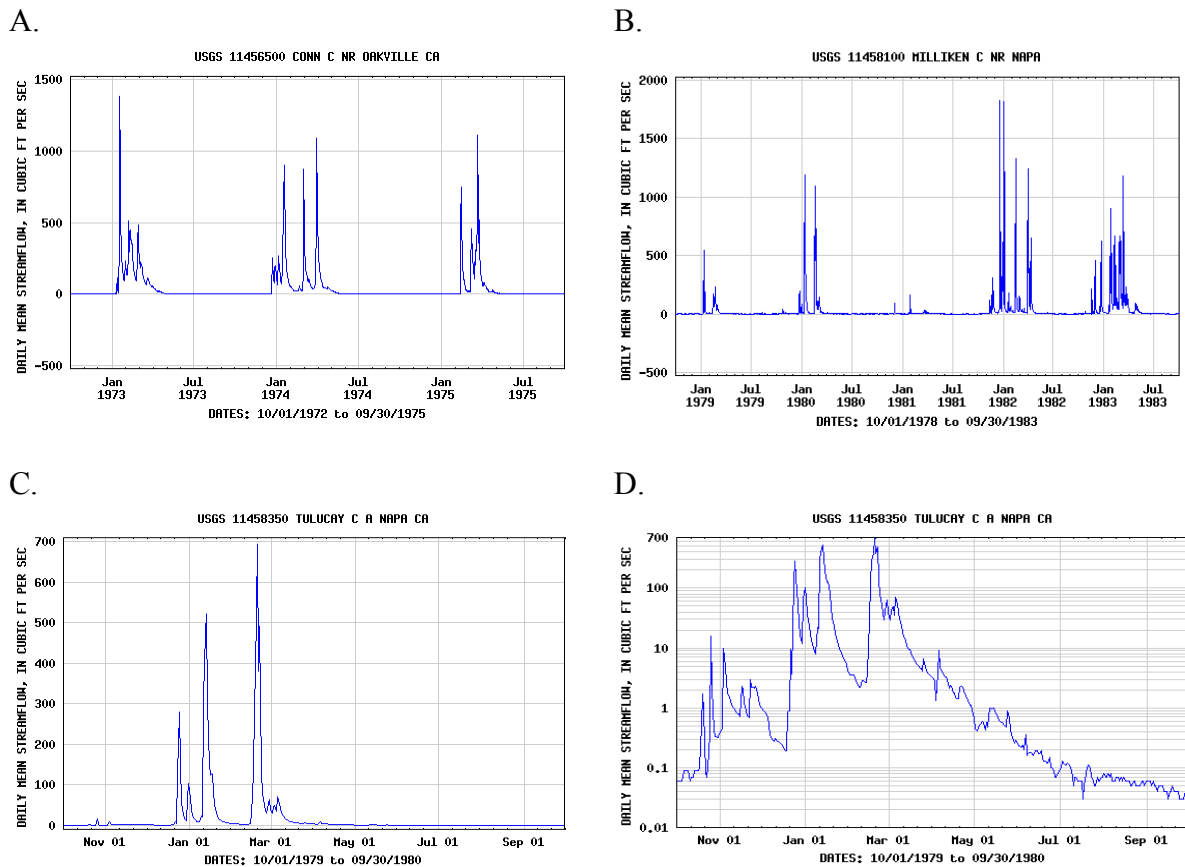 A.
USGS 11456500 CONN C NR OAKVILLE CA
DAILY MEAN STREAMFLOW, IN CUBIC FT PER SEC
1500
1000
500
0
-500
Jan Jul Jan Jul Jan Jul
1973 1973 1974 1974 1975 1975
DATES: 10/01/1972 to 09/30/1975
B.
USGS 11458100 MILLIKEN C NR NAPA
DAILY MEAN STREAMFLOW, IN CUBIC FT PER SEC
2000
1500
1000
500
0
-500
Jan Jul Jan Jul Jan Jul Jan Jul Jan Jul
1979 1979 1980 1980 1981 1981 1982 1982 1983 1983
DATES: 10/01/1978 to 09/30/1983
C.
USGS 11458350 TULUCAY C A NAPA CA
DAILY MEAN STREAMFLOW, IN CUBIC FT PER SEC
700
600
500
400
300
200
100
0
Nov 01 Jan 01 Mar 01 May 01 Jul 01 Sep 01
DATES: 10/01/1979 to 09/30/1980
D.
USGS 11458350 TULUCAY C A NAPA CA
DAILY MEAN STREAMFLOW, IN CUBIC FT PER SEC
700
100
10
1
0.1
0.01
Nov 01 Jan 01 Mar 01 May 01 Jul 01 Sep 01
DATES: 10/01/1979 to 09/30/1980